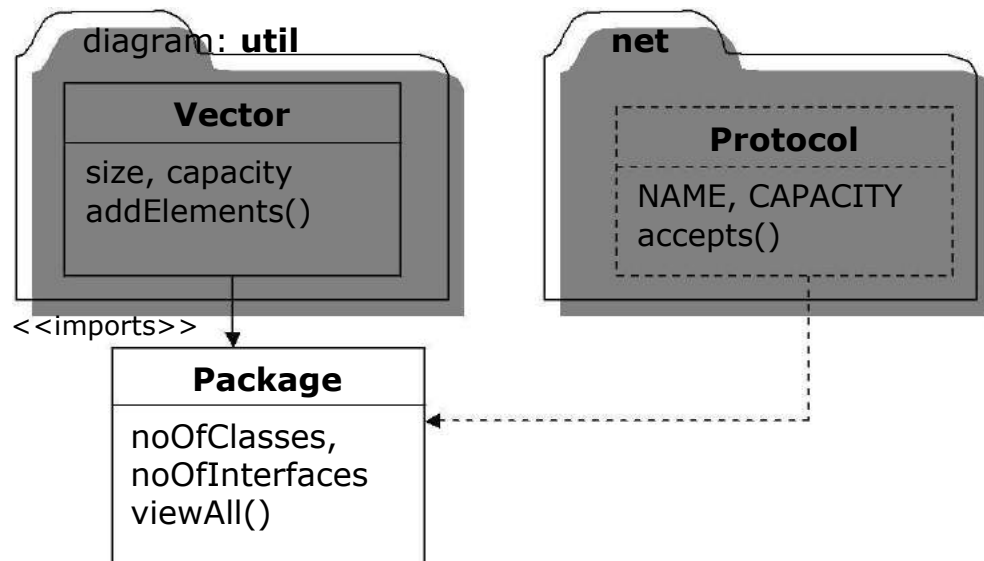 diagram: util
Vector
size, capacity
addElements()
net
Protocol
NAME, CAPACITY
accepts()
<<imports>>
Package
noOfClasses,
noOfInterfaces
viewAll()